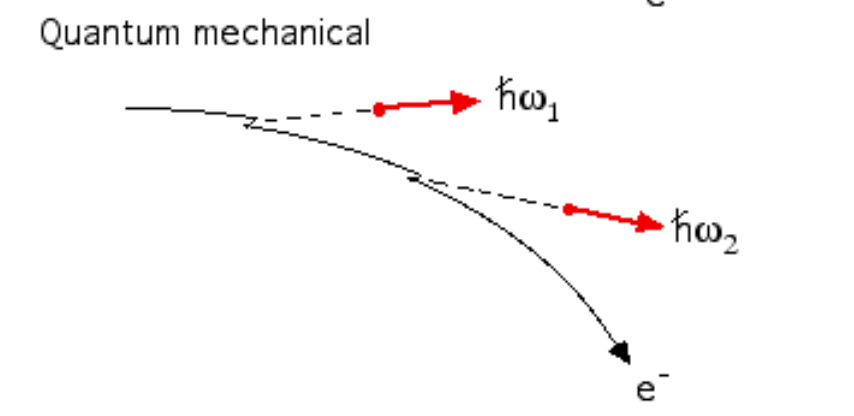 Quantum mechanical
ℏω₁
ℏω₂
e⁻